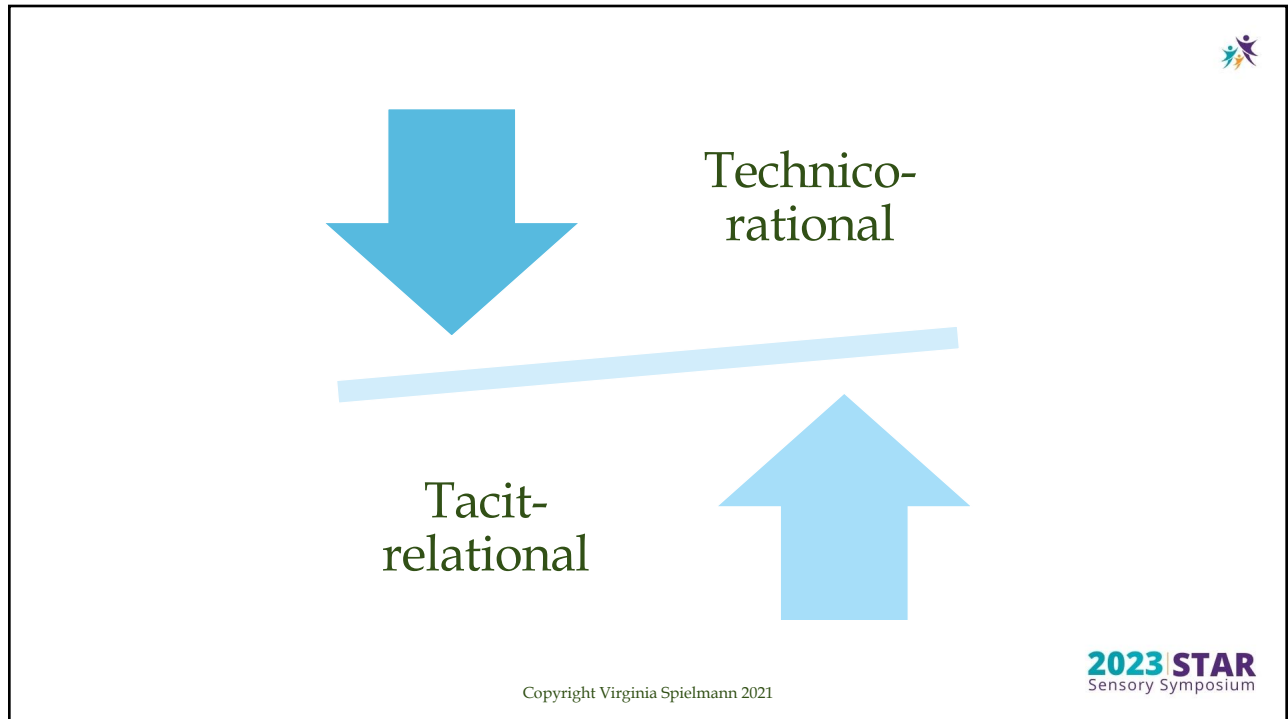 Technico-
rational
Tacit-
relational
Copyright Virginia Spielmann 2021
2023 STAR
Sensory Symposium